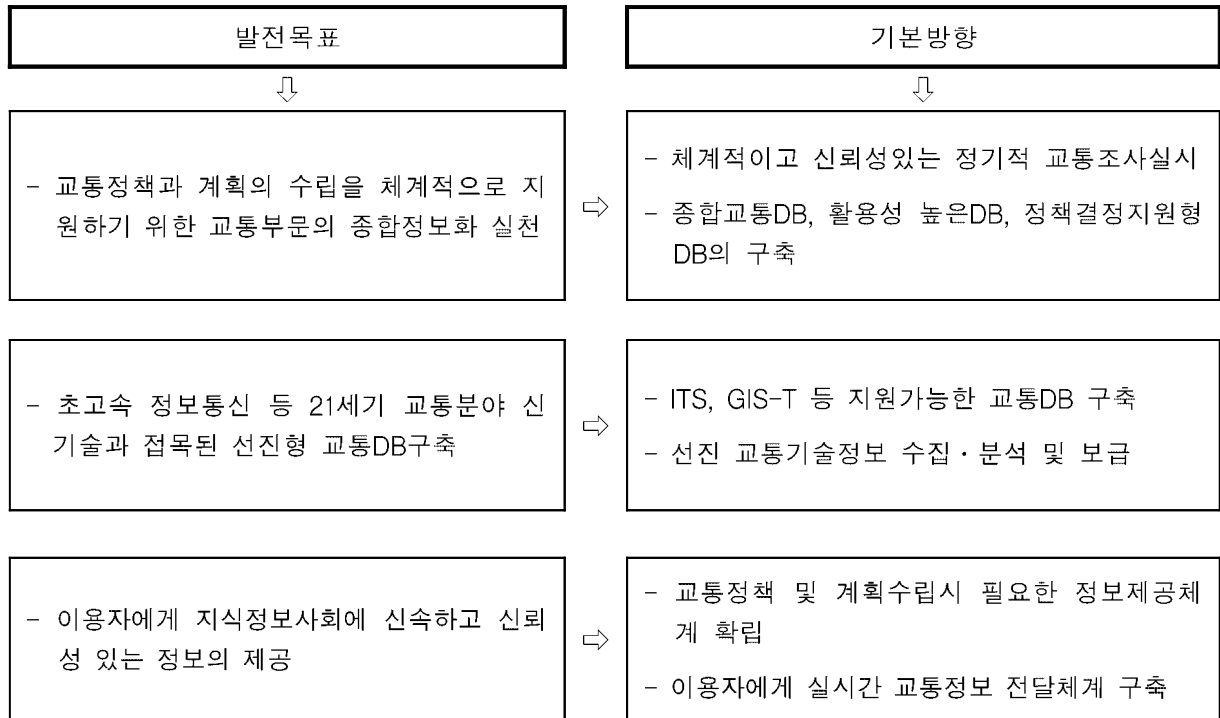 발전목표
기본방향
- 교통정책과 계획의 수립을 체계적으로 지
원하기 위한 교통부문의 종합정보화 실천
- 체계적이고 신뢰성있는 정기적 교통조사실시
- 종합교통DB, 활용성 높은DB, 정책결정지원형
DB의 구축
- 초고속 정보통신 등 21세기 교통분야 신
기술과 접목된 선진형 교통DB구축
- ITS, GIS-T 등 지원가능한 교통DB 구축
- 선진 교통기술정보 수집·분석 및 보급
- 이용자에게 지식정보사회에 신속하고 신뢰
성 있는 정보의 제공
- 교통정책 및 계획수립시 필요한 정보제공체
계 확립
- 이용자에게 실시간 교통정보 전달체계 구축